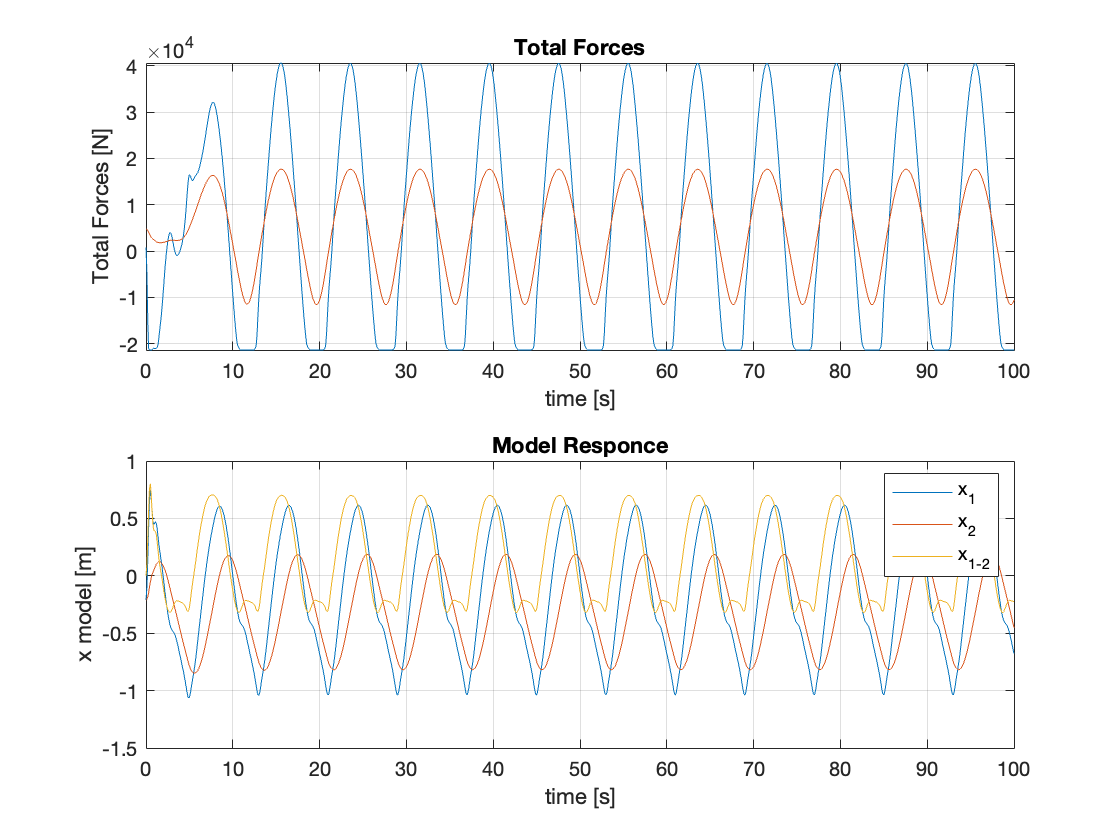 Total Forces
×10⁴
Total Forces [N]
4
3
2
1
0
-1
-2
0 10 20 30 40 50 60 70 80 90 100
time [s]
Model Responce
x model [m]
1
0.5
0
-0.5
-1
-1.5
x₁
x₂
x₁₋₂
0 10 20 30 40 50 60 70 80 90 100
time [s]